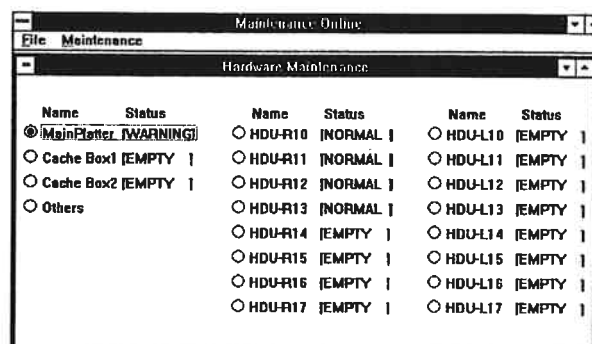 Maintenance Online
File Maintenance
Hardware Maintenance
Name Status Name Status Name Status
MainPlatter [WARNING] HDU-R10 [NORMAL ] HDU-L10 [EMPTY ]
Cache Box1 [EMPTY ] HDU-R11 [NORMAL ] HDU-L11 [EMPTY ]
Cache Box2 [EMPTY ] HDU-R12 [NORMAL ] HDU-L12 [EMPTY ]
Others HDU-R13 [NORMAL ] HDU-L13 [EMPTY ]
HDU-R14 [EMPTY ] HDU-L14 [EMPTY ]
HDU-R15 [EMPTY ] HDU-L15 [EMPTY ]
HDU-R16 [EMPTY ] HDU-L16 [EMPTY ]
HDU-R17 [EMPTY ] HDU-L17 [EMPTY ]